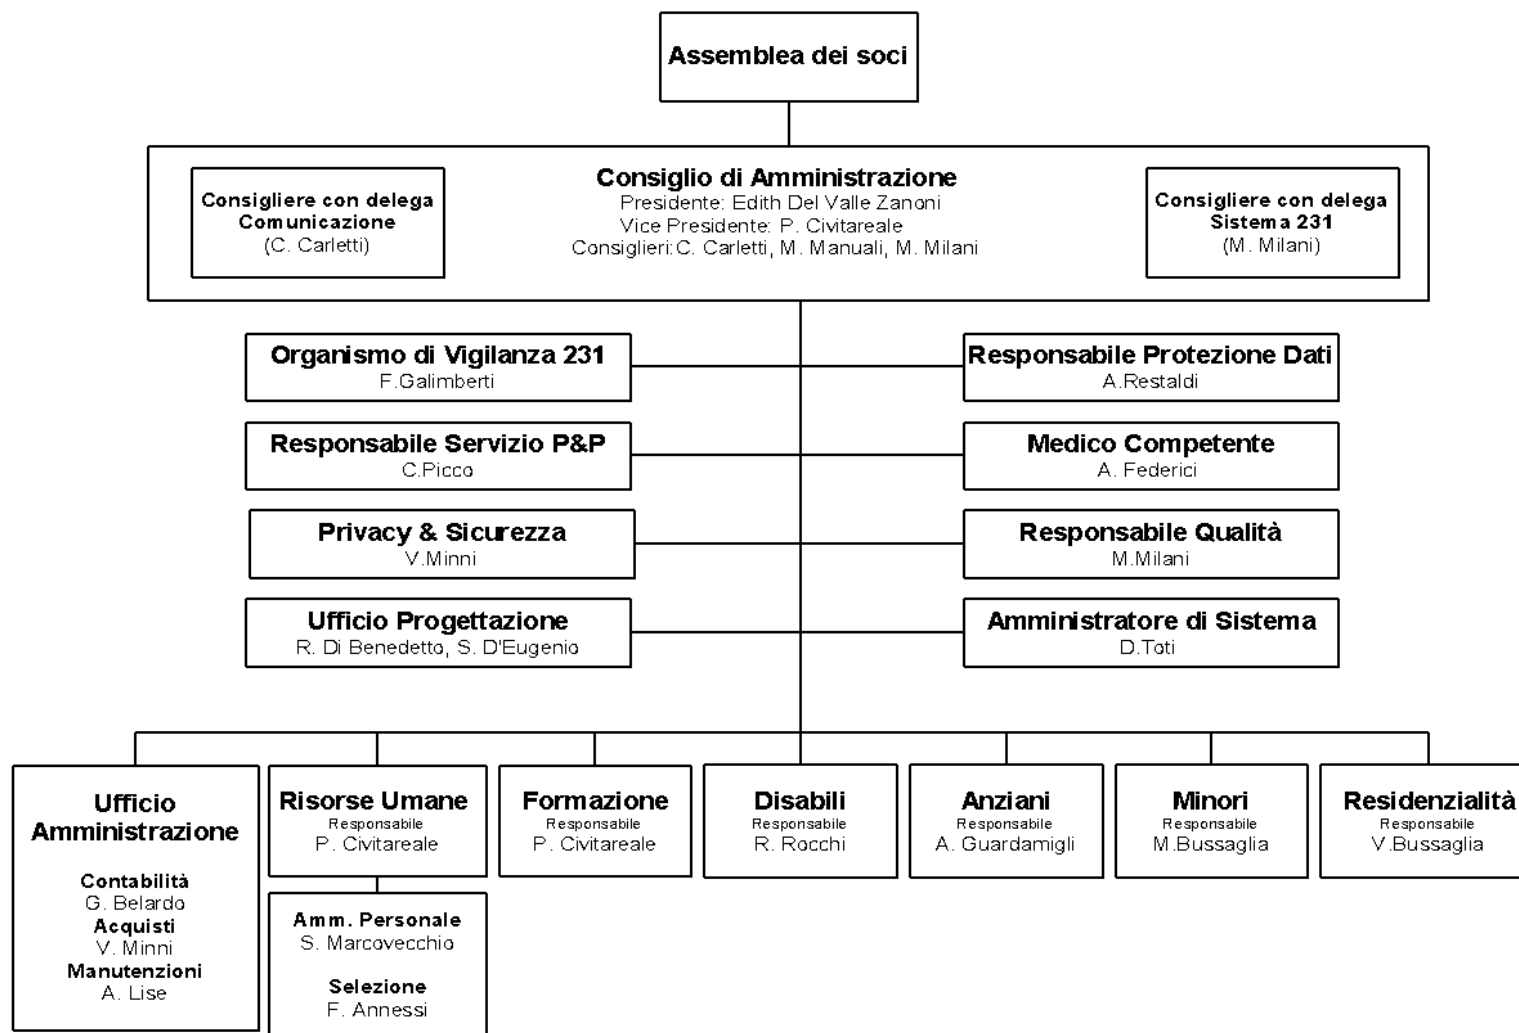 Assemblea dei soci
Consigliere con delega
Comunicazione
(C. Carletti)
Consiglio di Amministrazione
Presidente: Edith Del Valle Zanoni
Vice Presidente: P. Civitareale
Consiglieri: C. Carletti, M. Manuali, M. Milani
Consigliere con delega
Sistema 231
(M. Milani)
Organismo di Vigilanza 231
F.Galimberti
Responsabile Protezione Dati
A.Restaldi
Responsabile Servizio P&P
C.Picco
Medico Competente
A. Federici
Privacy & Sicurezza
V.Minni
Responsabile Qualità
M.Milani
Ufficio Progettazione
R. Di Benedetto, S. D'Eugenio
Amministratore di Sistema
D.Toti
Ufficio
Amministrazione
Contabilità
G. Belardo
Acquisti
V. Minni
Manutenzioni
A. Lise
Risorse Umane
Responsabile
P. Civitareale
Amm. Personale
S. Marcovecchio
Selezione
F. Annessi
Formazione
Responsabile
P. Civitareale
Disabili
Responsabile
R. Rocchi
Anziani
Responsabile
A. Guardamigli
Minori
Responsabile
M.Bussaglia
Residenzialità
Responsabile
V.Bussaglia